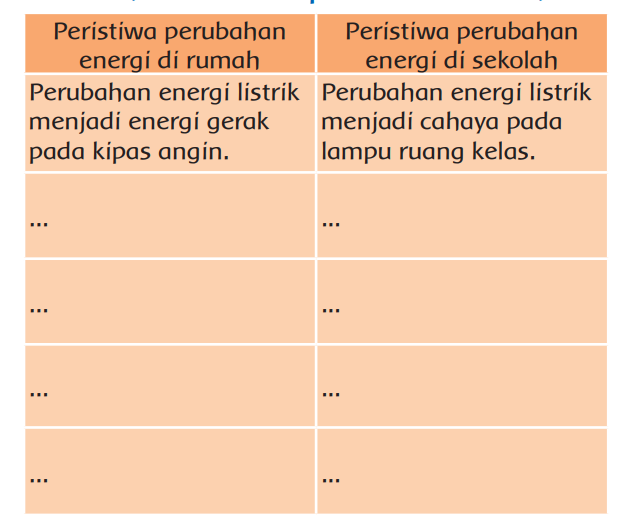 Peristiwa perubahan
energi di rumah
Peristiwa perubahan
energi di sekolah
Perubahan energi listrik
menjadi energi gerak
pada kipas angin.
Perubahan energi listrik
menjadi cahaya pada
lampu ruang kelas.
...
...
...
...
...
...
...
...